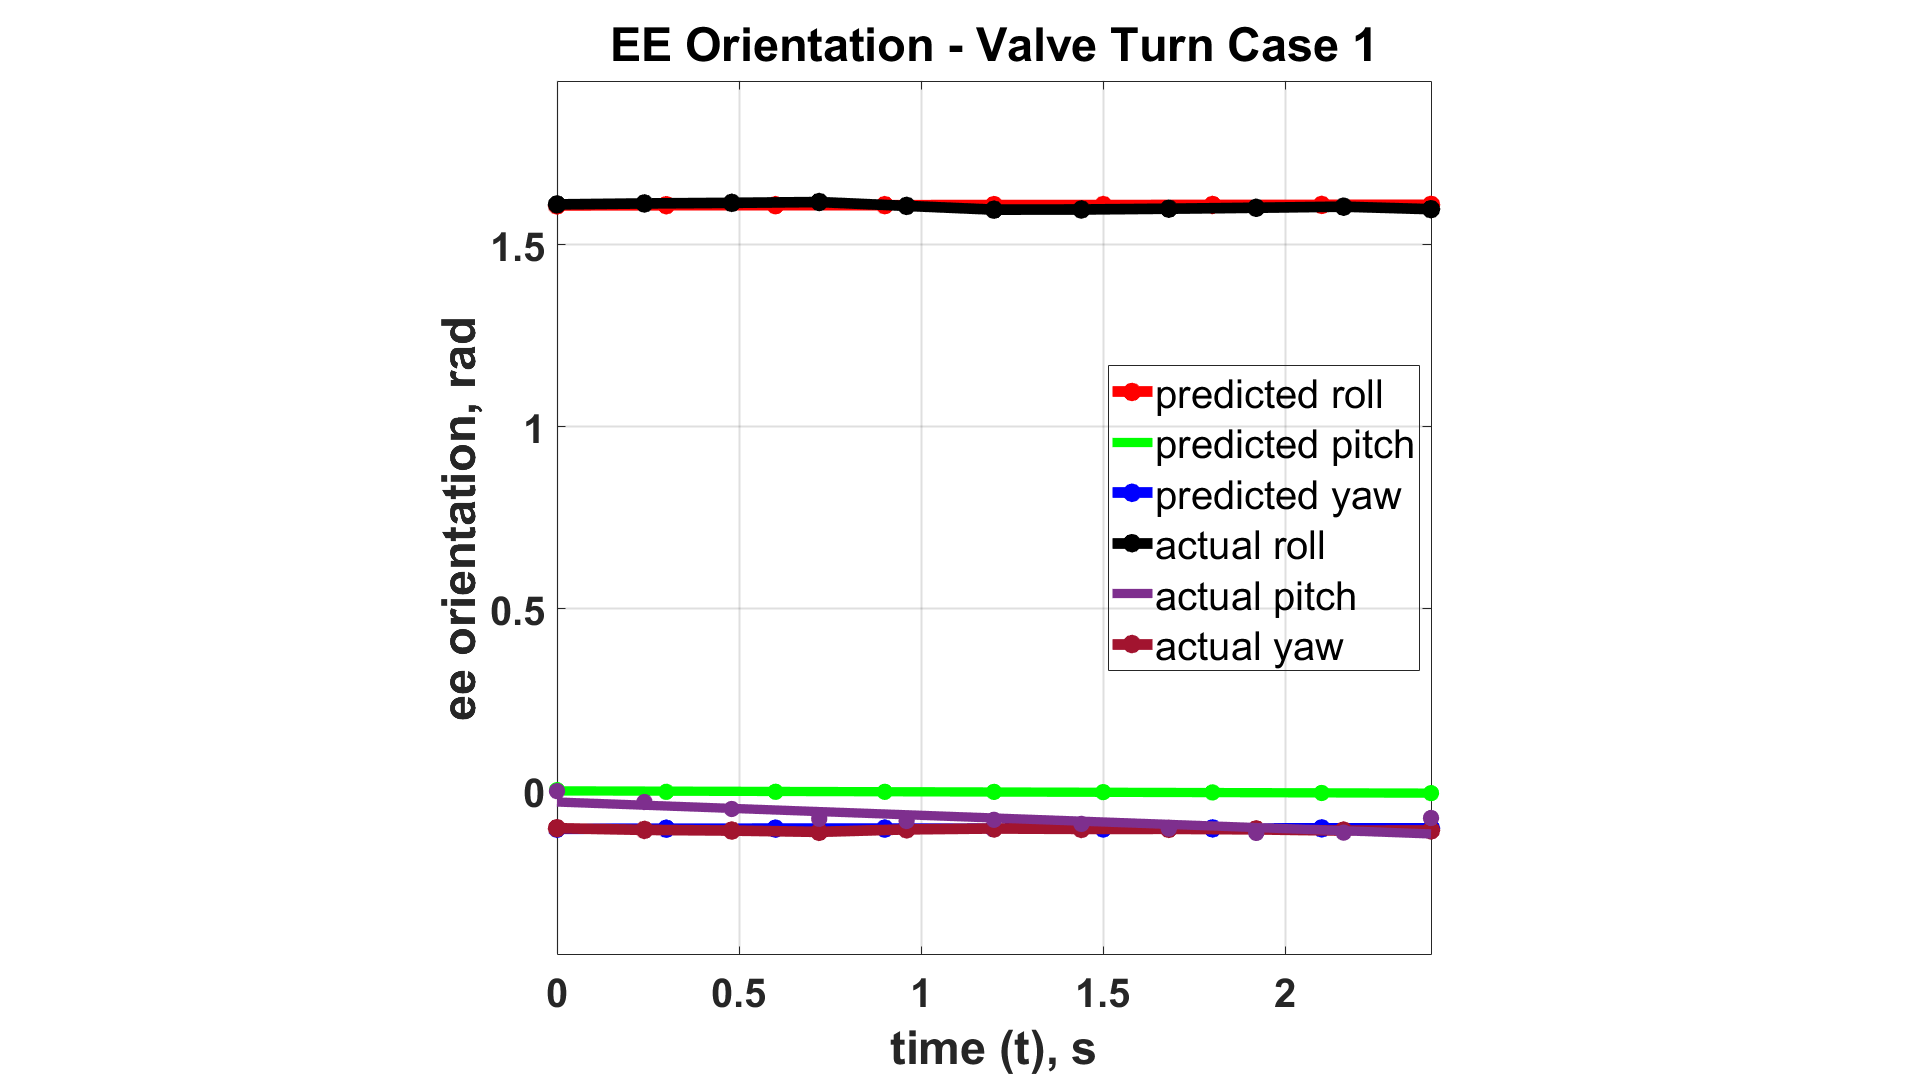 EE Orientation - Valve Turn Case 1
ee orientation, rad
1.5
1
0.5
0
predicted roll
predicted pitch
predicted yaw
actual roll
actual pitch
actual yaw
0 0.5 1 1.5 2
time (t), s